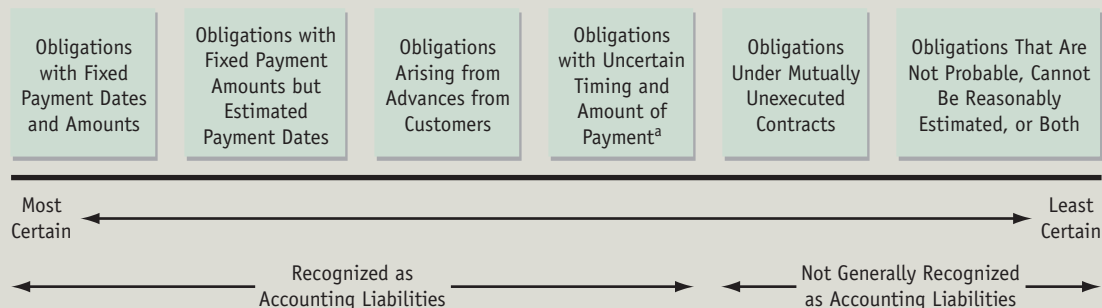 Obligations
with Fixed
Payment Dates
and Amounts
Obligations with
Fixed Payment
Amounts but
Estimated
Payment Dates
Obligations
Arising from
Advances from
Customers
Obligations
with Uncertain
Timing and
Amount of
Paymentᵃ
Obligations
Under Mutually
Unexecuted
Contracts
Obligations That Are
Not Probable, Cannot
Be Reasonably
Estimated, or Both
Most
Certain
Least
Certain
Recognized as
Accounting Liabilities
Not Generally Recognized
as Accounting Liabilities